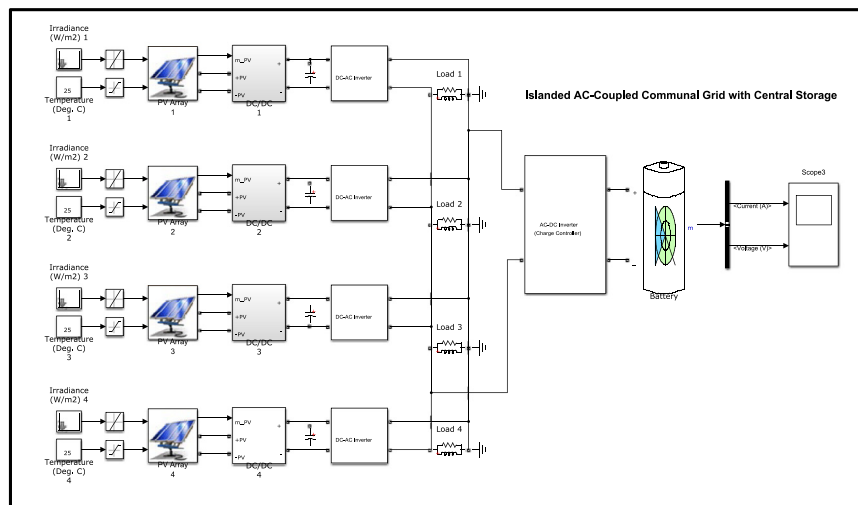 Irradiance
(W/m2) 1
25
Temperature
(Deg. C)
1
PV Array
1
m_PV
+PV
-PV
+
-
DC/DC
1
DC-AC Inverter
Load 1
Irradiance
(W/m2) 2
25
Temperature
(Deg. C)
2
PV Array
2
m_PV
+PV
-PV
+
-
DC/DC
2
DC-AC Inverter
Load 2
Irradiance
(W/m2) 3
25
Temperature
(Deg. C)
3
PV Array
3
m_PV
+PV
-PV
+
-
DC/DC
3
DC-AC Inverter
Load 3
Irradiance
(W/m2) 4
25
Temperature
(Deg. C)
4
PV Array
4
m_PV
+PV
-PV
+
-
DC/DC
4
DC-AC Inverter
Load 4
Islanded AC-Coupled Communal Grid with Central Storage
AC-DC Inverter
(Charge Controller)
+
m
-
Battery
<Current (A)>
<Voltage (V)>
Scope3